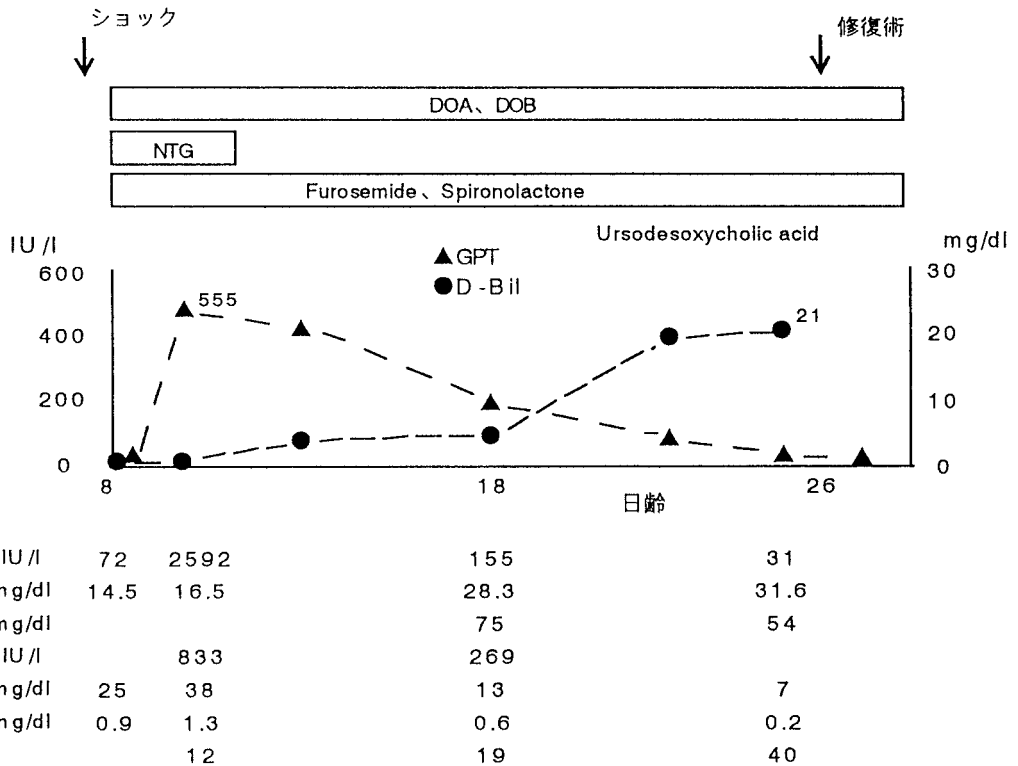 ショック
修復術
DOA、DOB
NTG
Furosemide、Spironolactone
Ursodesoxycholic acid
IU/l
mg/dl
▲GPT
●D-Bil
600
30
555
21
400
20
200
10
0
0
8
18
26
日齢
IU/l 72 2592 155 31
mg/dl 14.5 16.5 28.3 31.6
mg/dl 75 54
IU/l 833 269
mg/dl 25 38 13 7
mg/dl 0.9 1.3 0.6 0.2
12 19 40